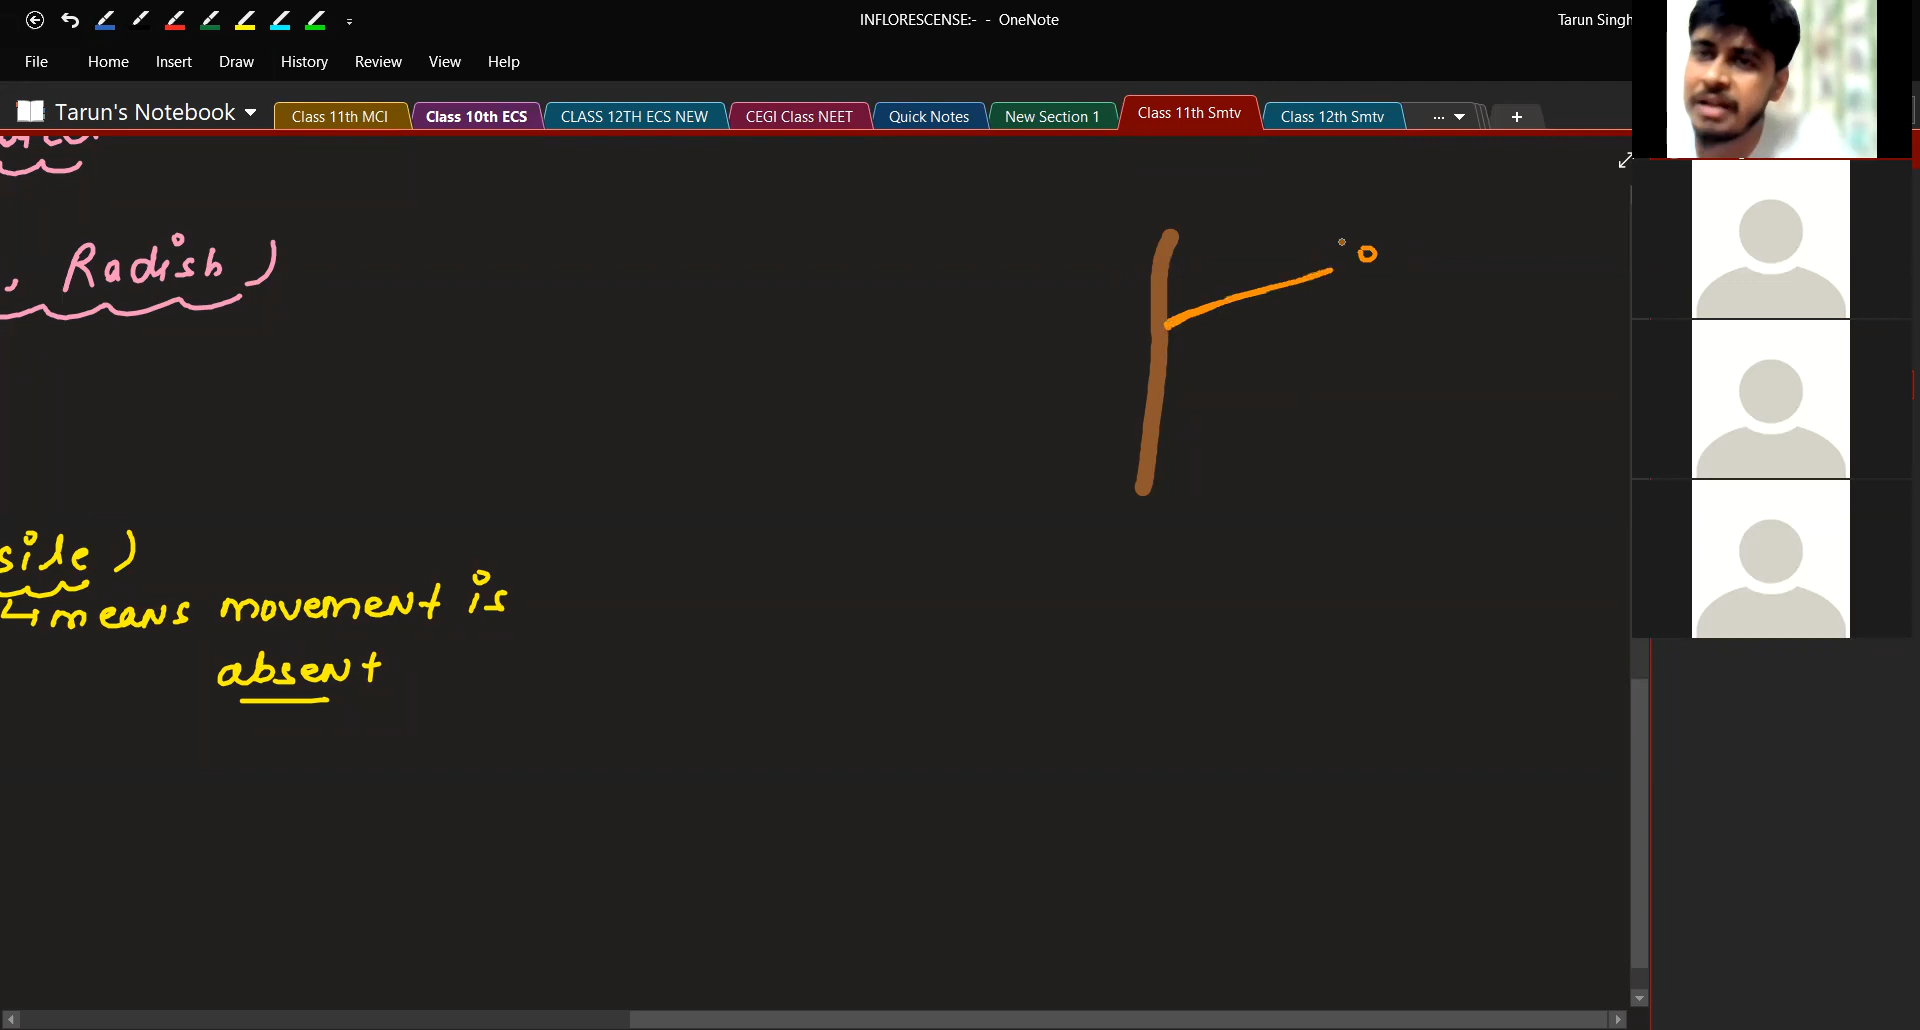 INFLORESCENSE:- - OneNote
Tarun Singh
File Home Insert Draw History Review View Help
Tarun's Notebook
Class 11th MCI
Class 10th ECS
CLASS 12TH ECS NEW
CEGI Class NEET
Quick Notes
New Section 1
Class 11th Smtv
Class 12th Smtv
... +
, Radish )
sile )
means movement is
absent